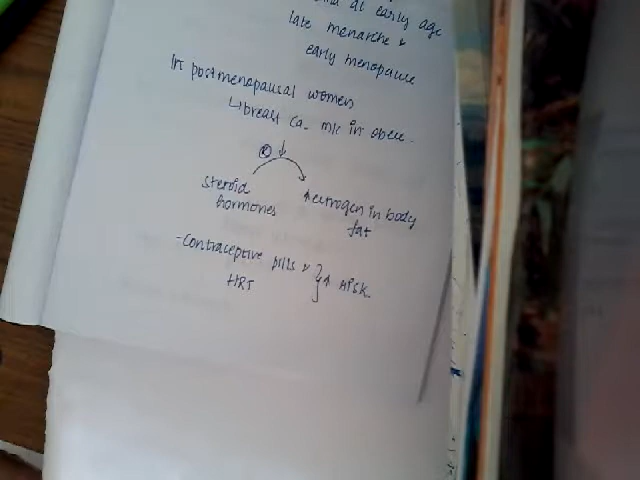 at early age
late menarche &
early menopause
In postmenopausal women
↳ breast ca. m/c in obese.
steroid
hormones
↑ estrogen in body
fat
- Contraceptive pills &
HRT
} ↑ risk.